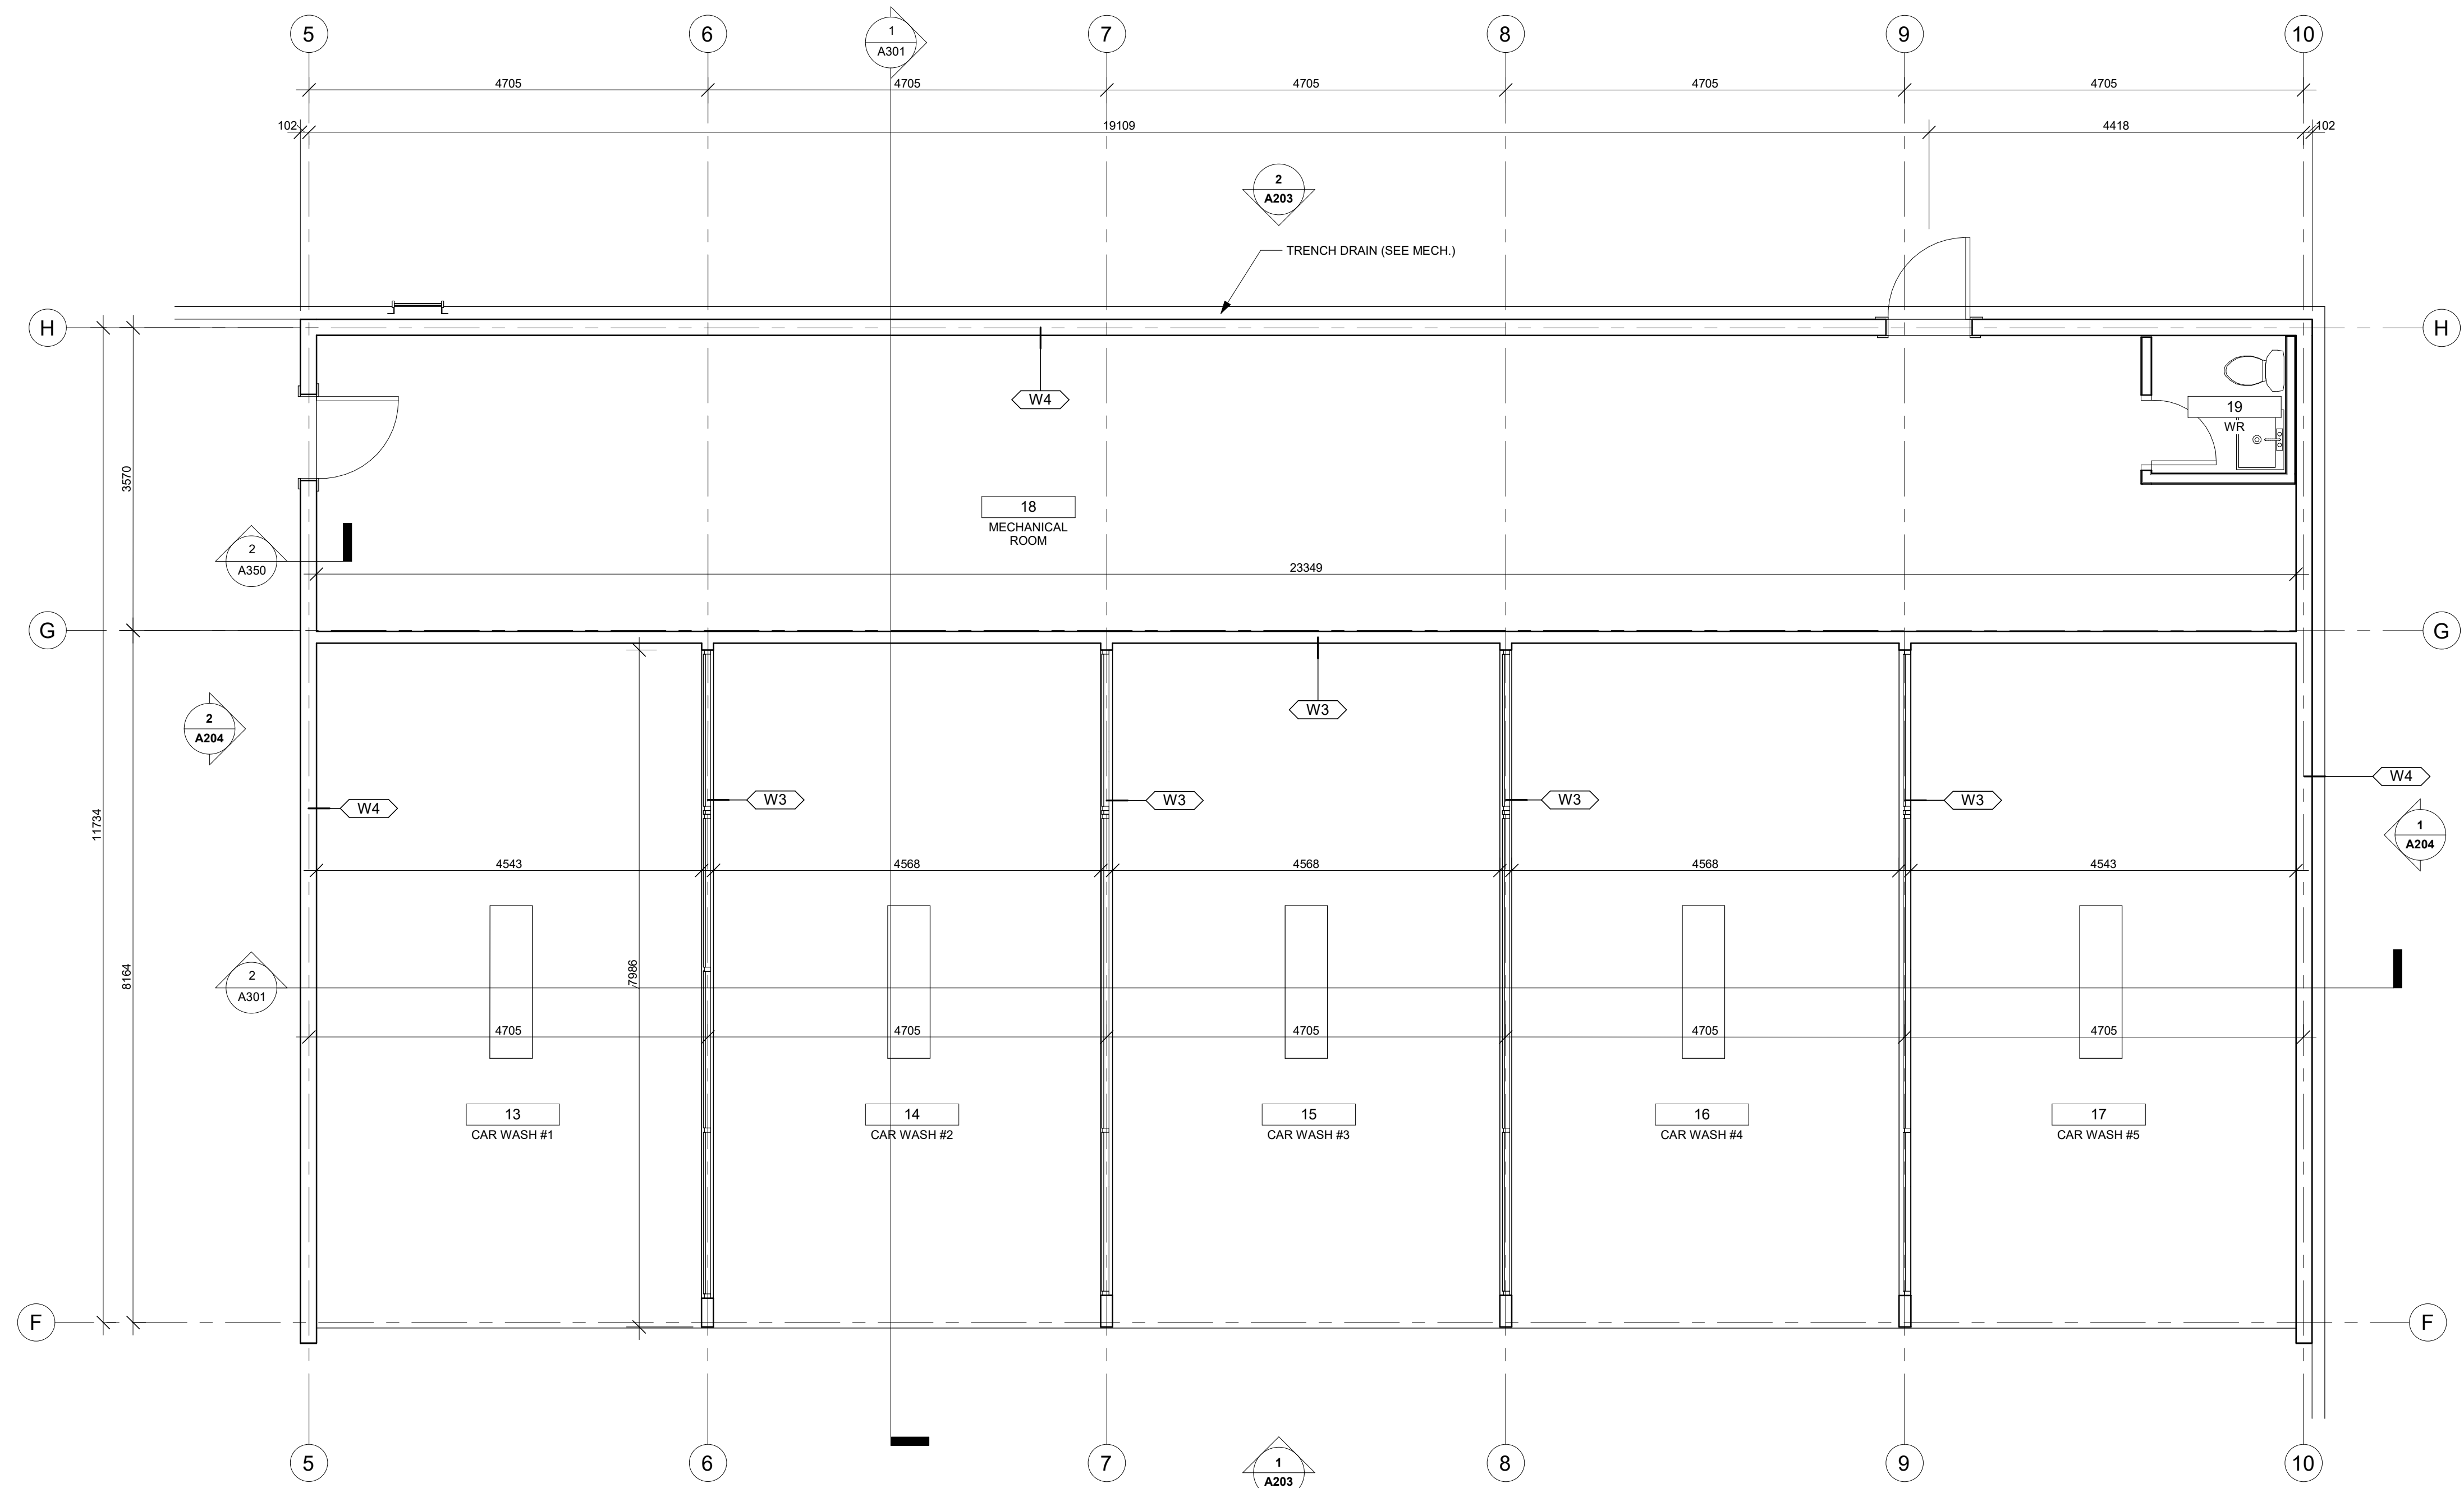 5
6
1
A301
7
8
9
10
4705
4705
4705
4705
4705
102
19109
4418
102
2
A203
TRENCH DRAIN (SEE MECH.)
H
H
W4
19
WR
3570
18
MECHANICAL
ROOM
2
A350
23349
G
G
W3
2
A204
W4
W3
W3
W3
W3
W4
11734
1
A204
4543
4568
4568
4568
4543
8164
2
A301
7986
4705
4705
4705
4705
4705
13
CAR WASH #1
14
CAR WASH #2
15
CAR WASH #3
16
CAR WASH #4
17
CAR WASH #5
F
F
5
6
7
1
A203
8
9
10